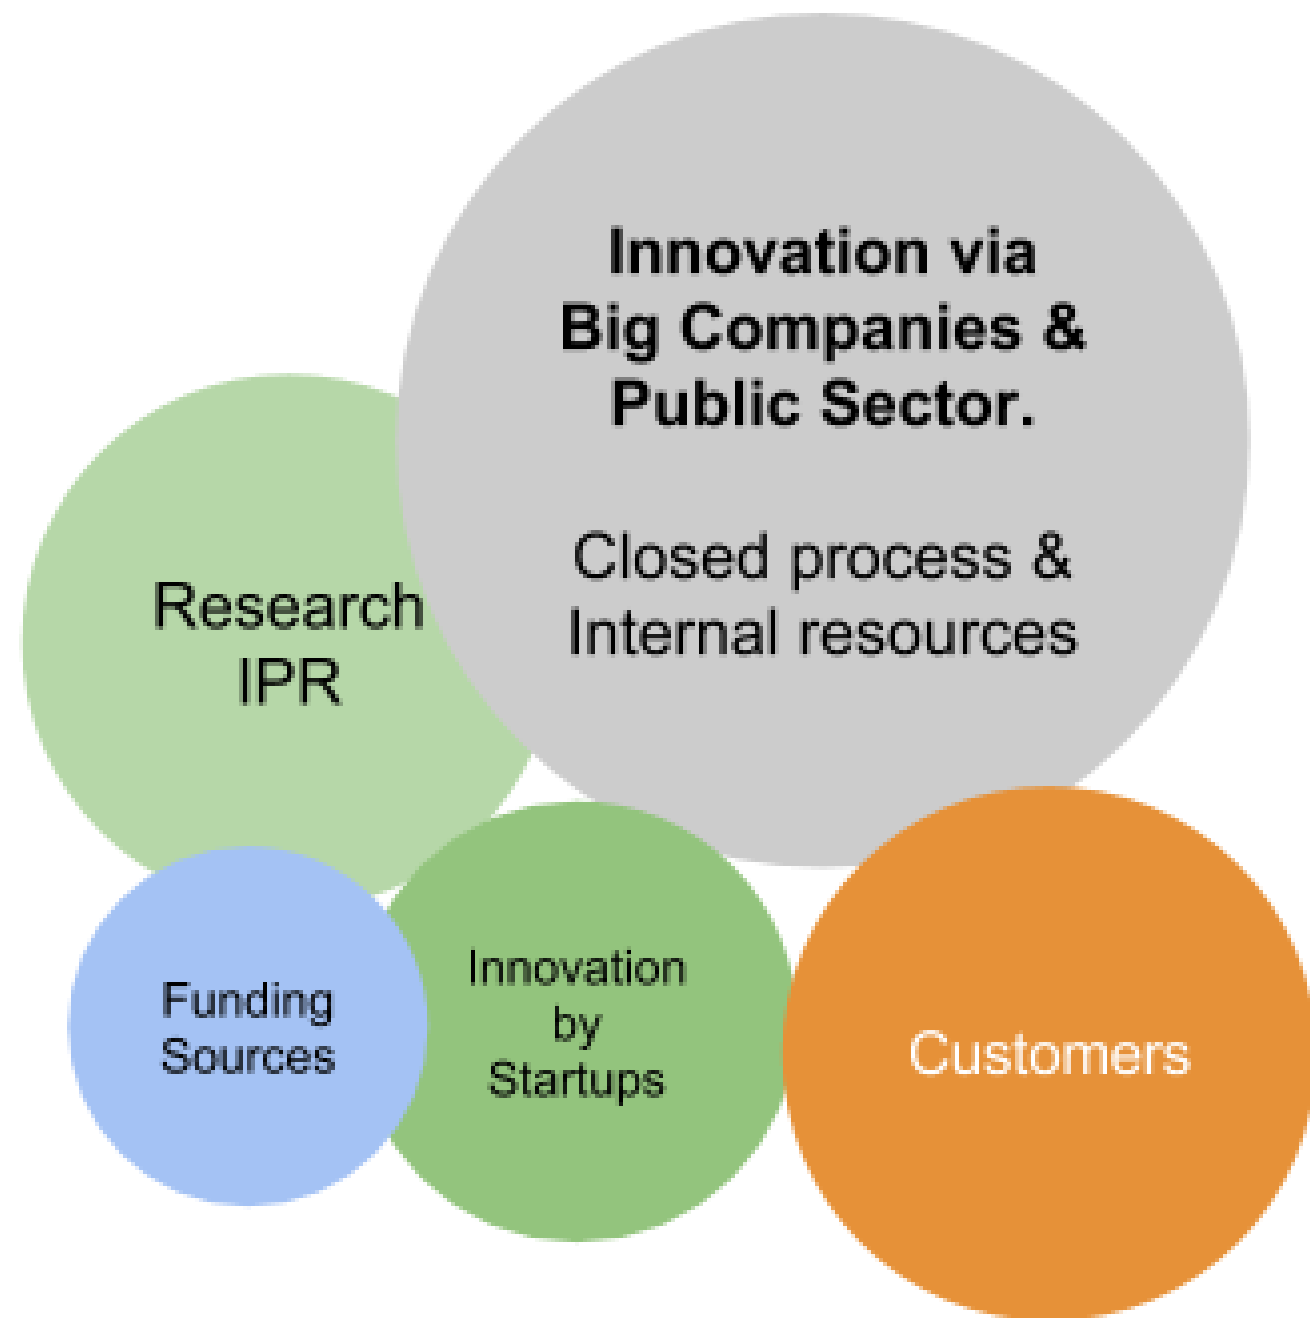 Innovation via
Big Companies &
Public Sector.
Closed process &
Internal resources
Research
IPR
Funding
Sources
Innovation
by
Startups
Customers